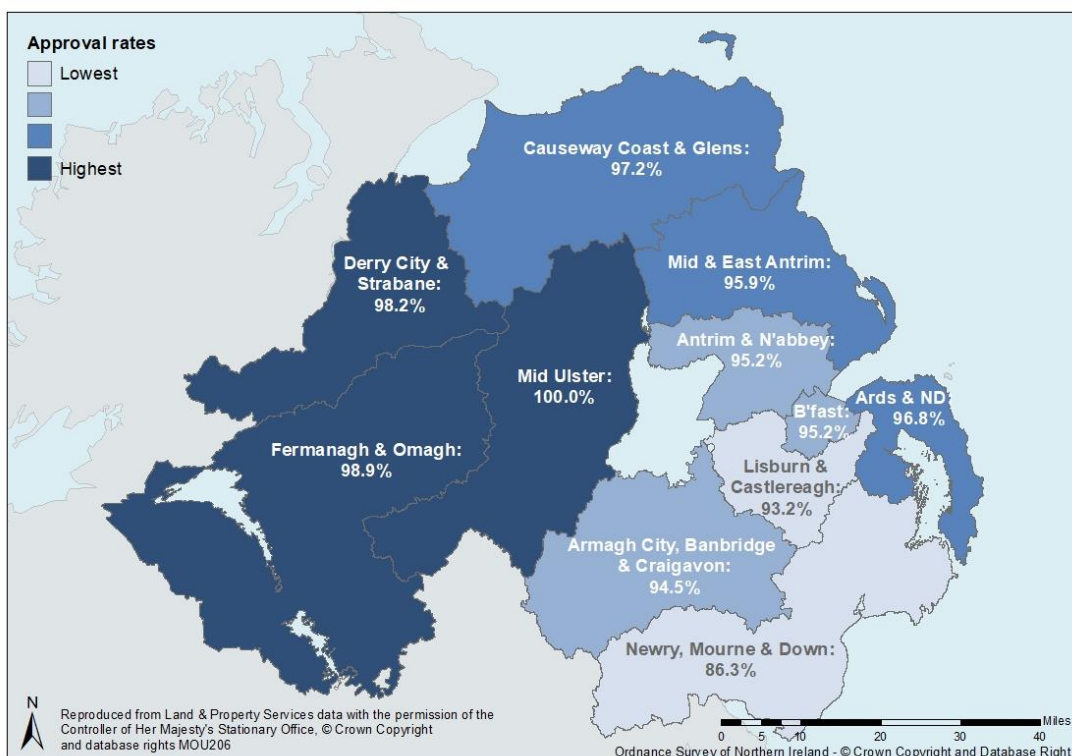 Approval rates
Lowest
Highest
Causeway Coast & Glens:
97.2%
Derry City &
Strabane:
98.2%
Mid & East Antrim:
95.9%
Antrim & N'abbey:
95.2%
Mid Ulster:
100.0%
B'fast:
95.2%
Ards & ND:
96.8%
Fermanagh & Omagh:
98.9%
Lisburn &
Castlereagh:
93.2%
Armagh City, Banbridge
& Craigavon:
94.5%
Newry, Mourne & Down:
86.3%
N
Reproduced from Land & Property Services data with the permission of the
Controller of Her Majesty's Stationary Office, © Crown Copyright
and database rights MOU206
Miles
0 5 10 20 30 40
Ordnance Survey of Northern Ireland - © Crown Copyright and Database Right